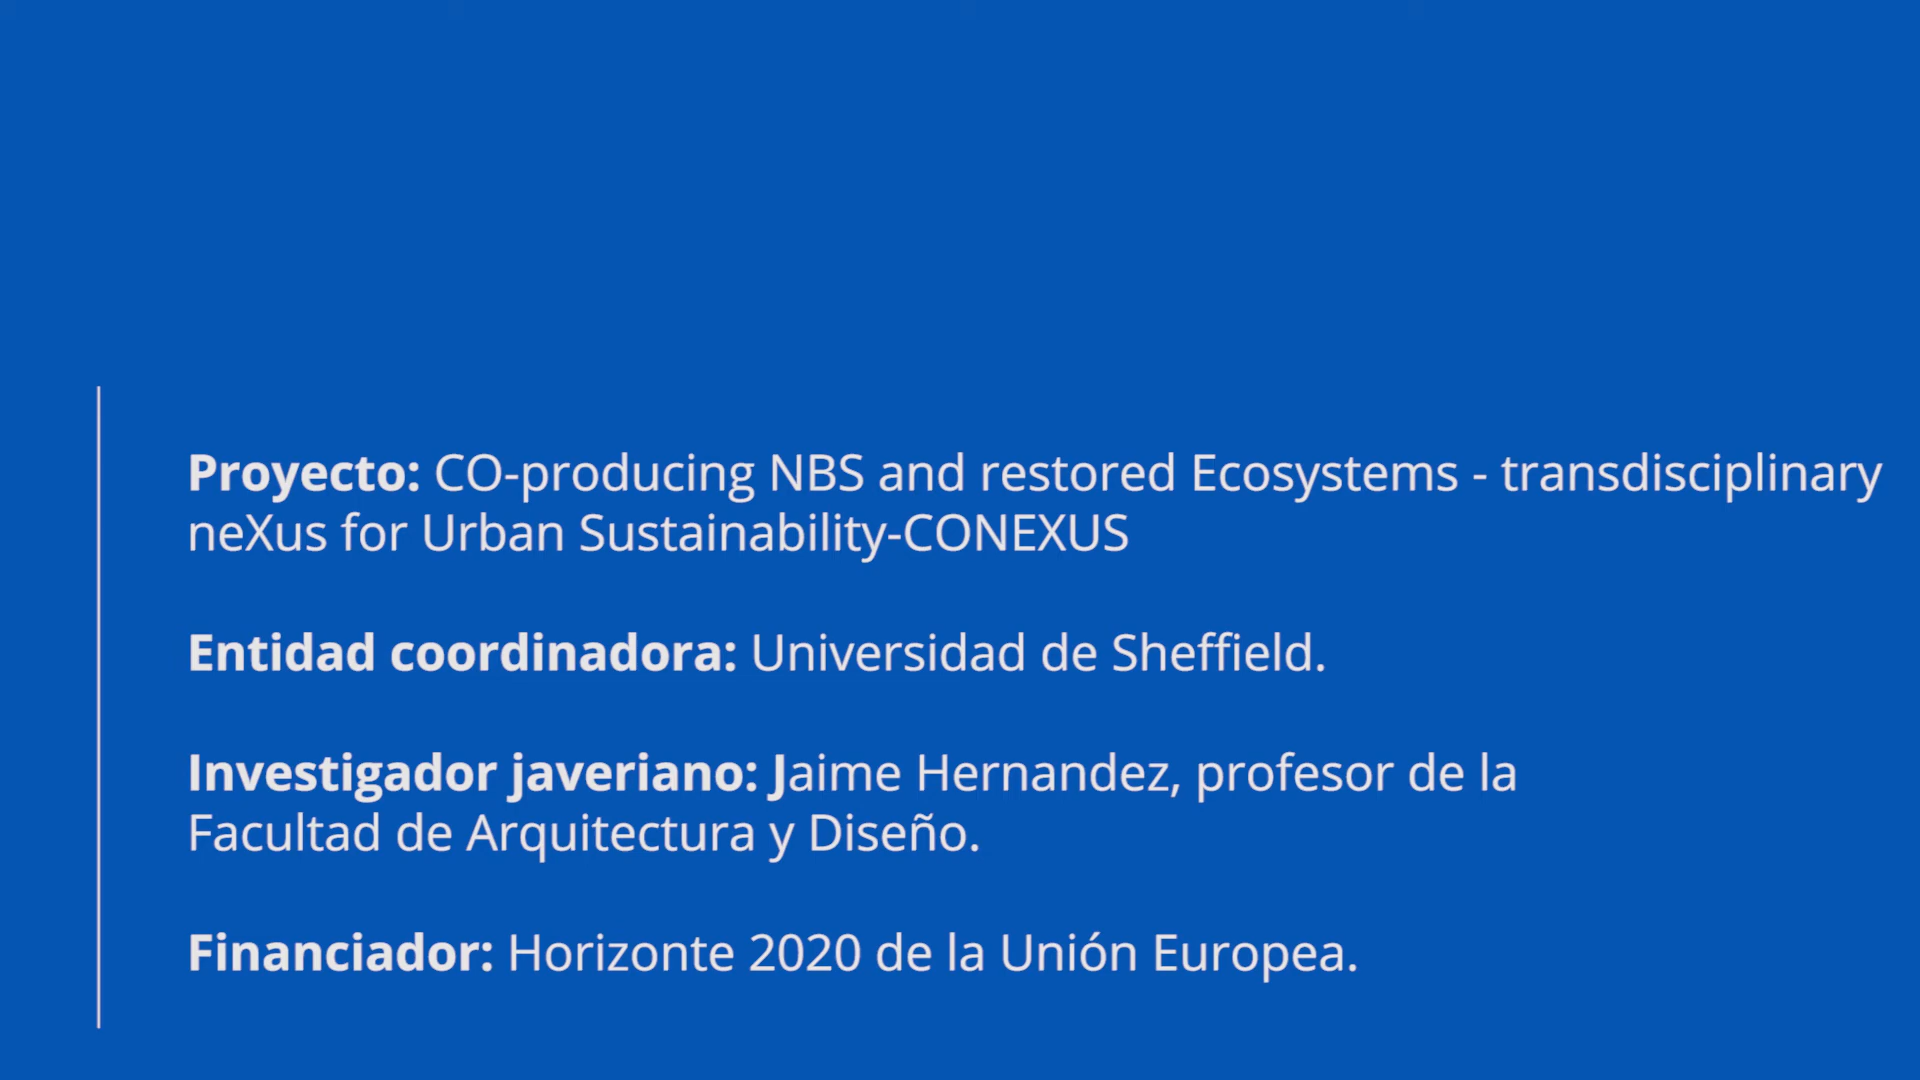 Proyecto: CO-producing NBS and restored Ecosystems - transdisciplinary
neXus for Urban Sustainability-CONEXUS
Entidad coordinadora: Universidad de Sheffield.
Investigador javeriano: Jaime Hernandez, profesor de la
Facultad de Arquitectura y Diseño.
Financiador: Horizonte 2020 de la Unión Europea.